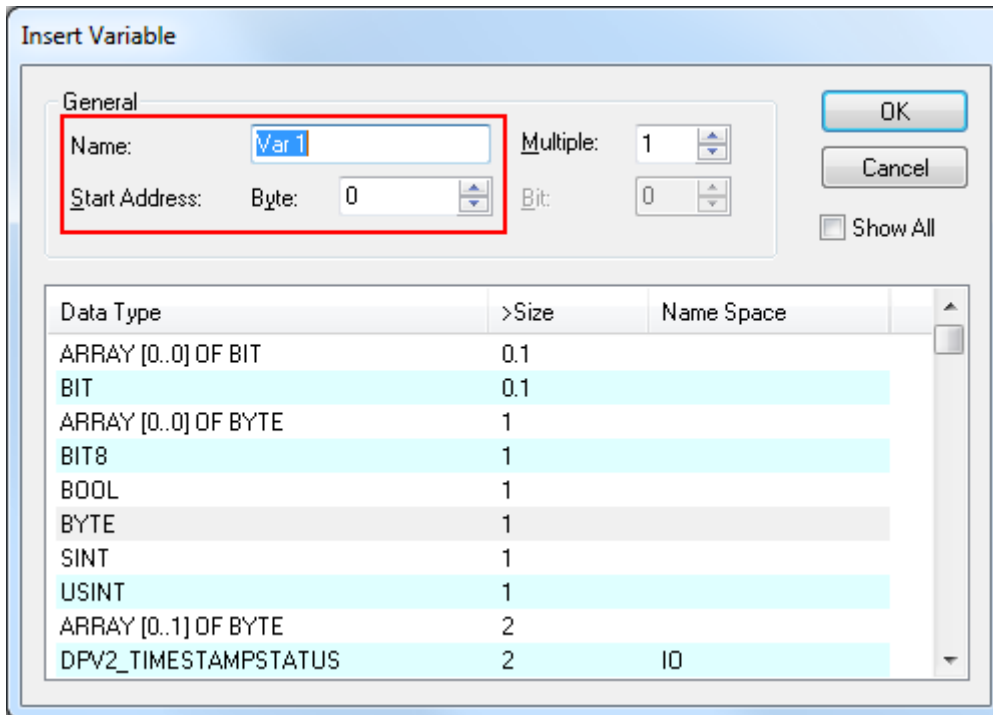 Insert Variable
General
Name: Var 1 Multiple: 1
Start Address: Byte: 0 Bit: 0
OK
Cancel
Show All
Data Type >Size Name Space
ARRAY [0..0] OF BIT 0.1
BIT 0.1
ARRAY [0..0] OF BYTE 1
BIT8 1
BOOL 1
BYTE 1
SINT 1
USINT 1
ARRAY [0..1] OF BYTE 2
DPV2_TIMESTAMPSTATUS 2 IO